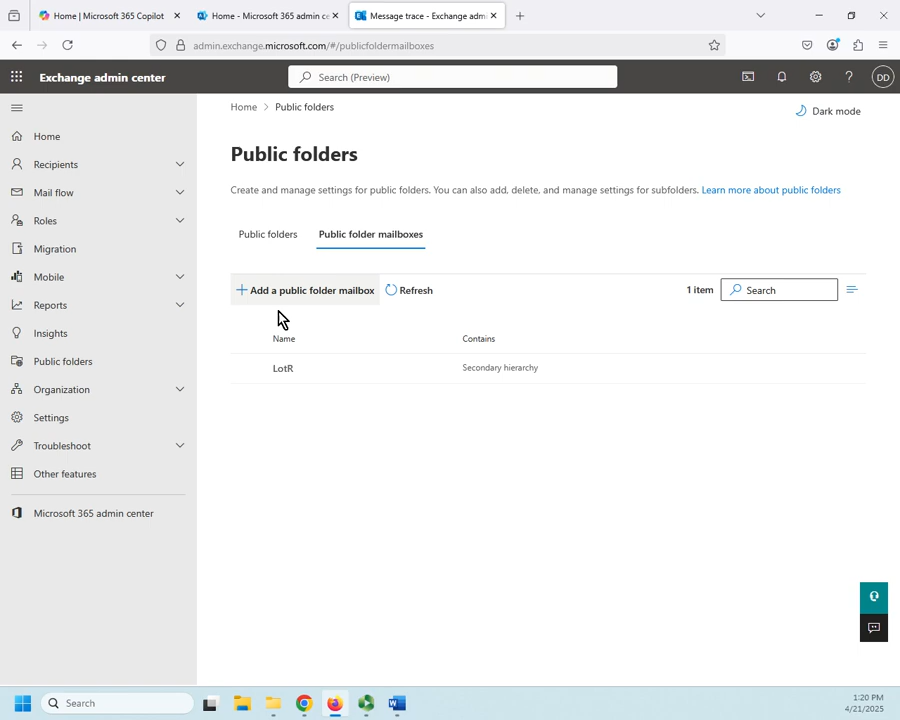 Home | Microsoft 365 Copilot
Home - Microsoft 365 admin ce
Message trace - Exchange admi
admin.exchange.microsoft.com/#/publicfoldermailboxes
Exchange admin center
Search (Preview)
DD
Home
Recipients
Mail flow
Roles
Migration
Mobile
Reports
Insights
Public folders
Organization
Settings
Troubleshoot
Other features
Microsoft 365 admin center
Home > Public folders
Dark mode
Public folders
Create and manage settings for public folders. You can also add, delete, and manage settings for subfolders. Learn more about public folders
Public folders Public folder mailboxes
Add a public folder mailbox Refresh 1 item Search
Name Contains
LotR Secondary hierarchy
Search
1:20 PM
4/21/2025